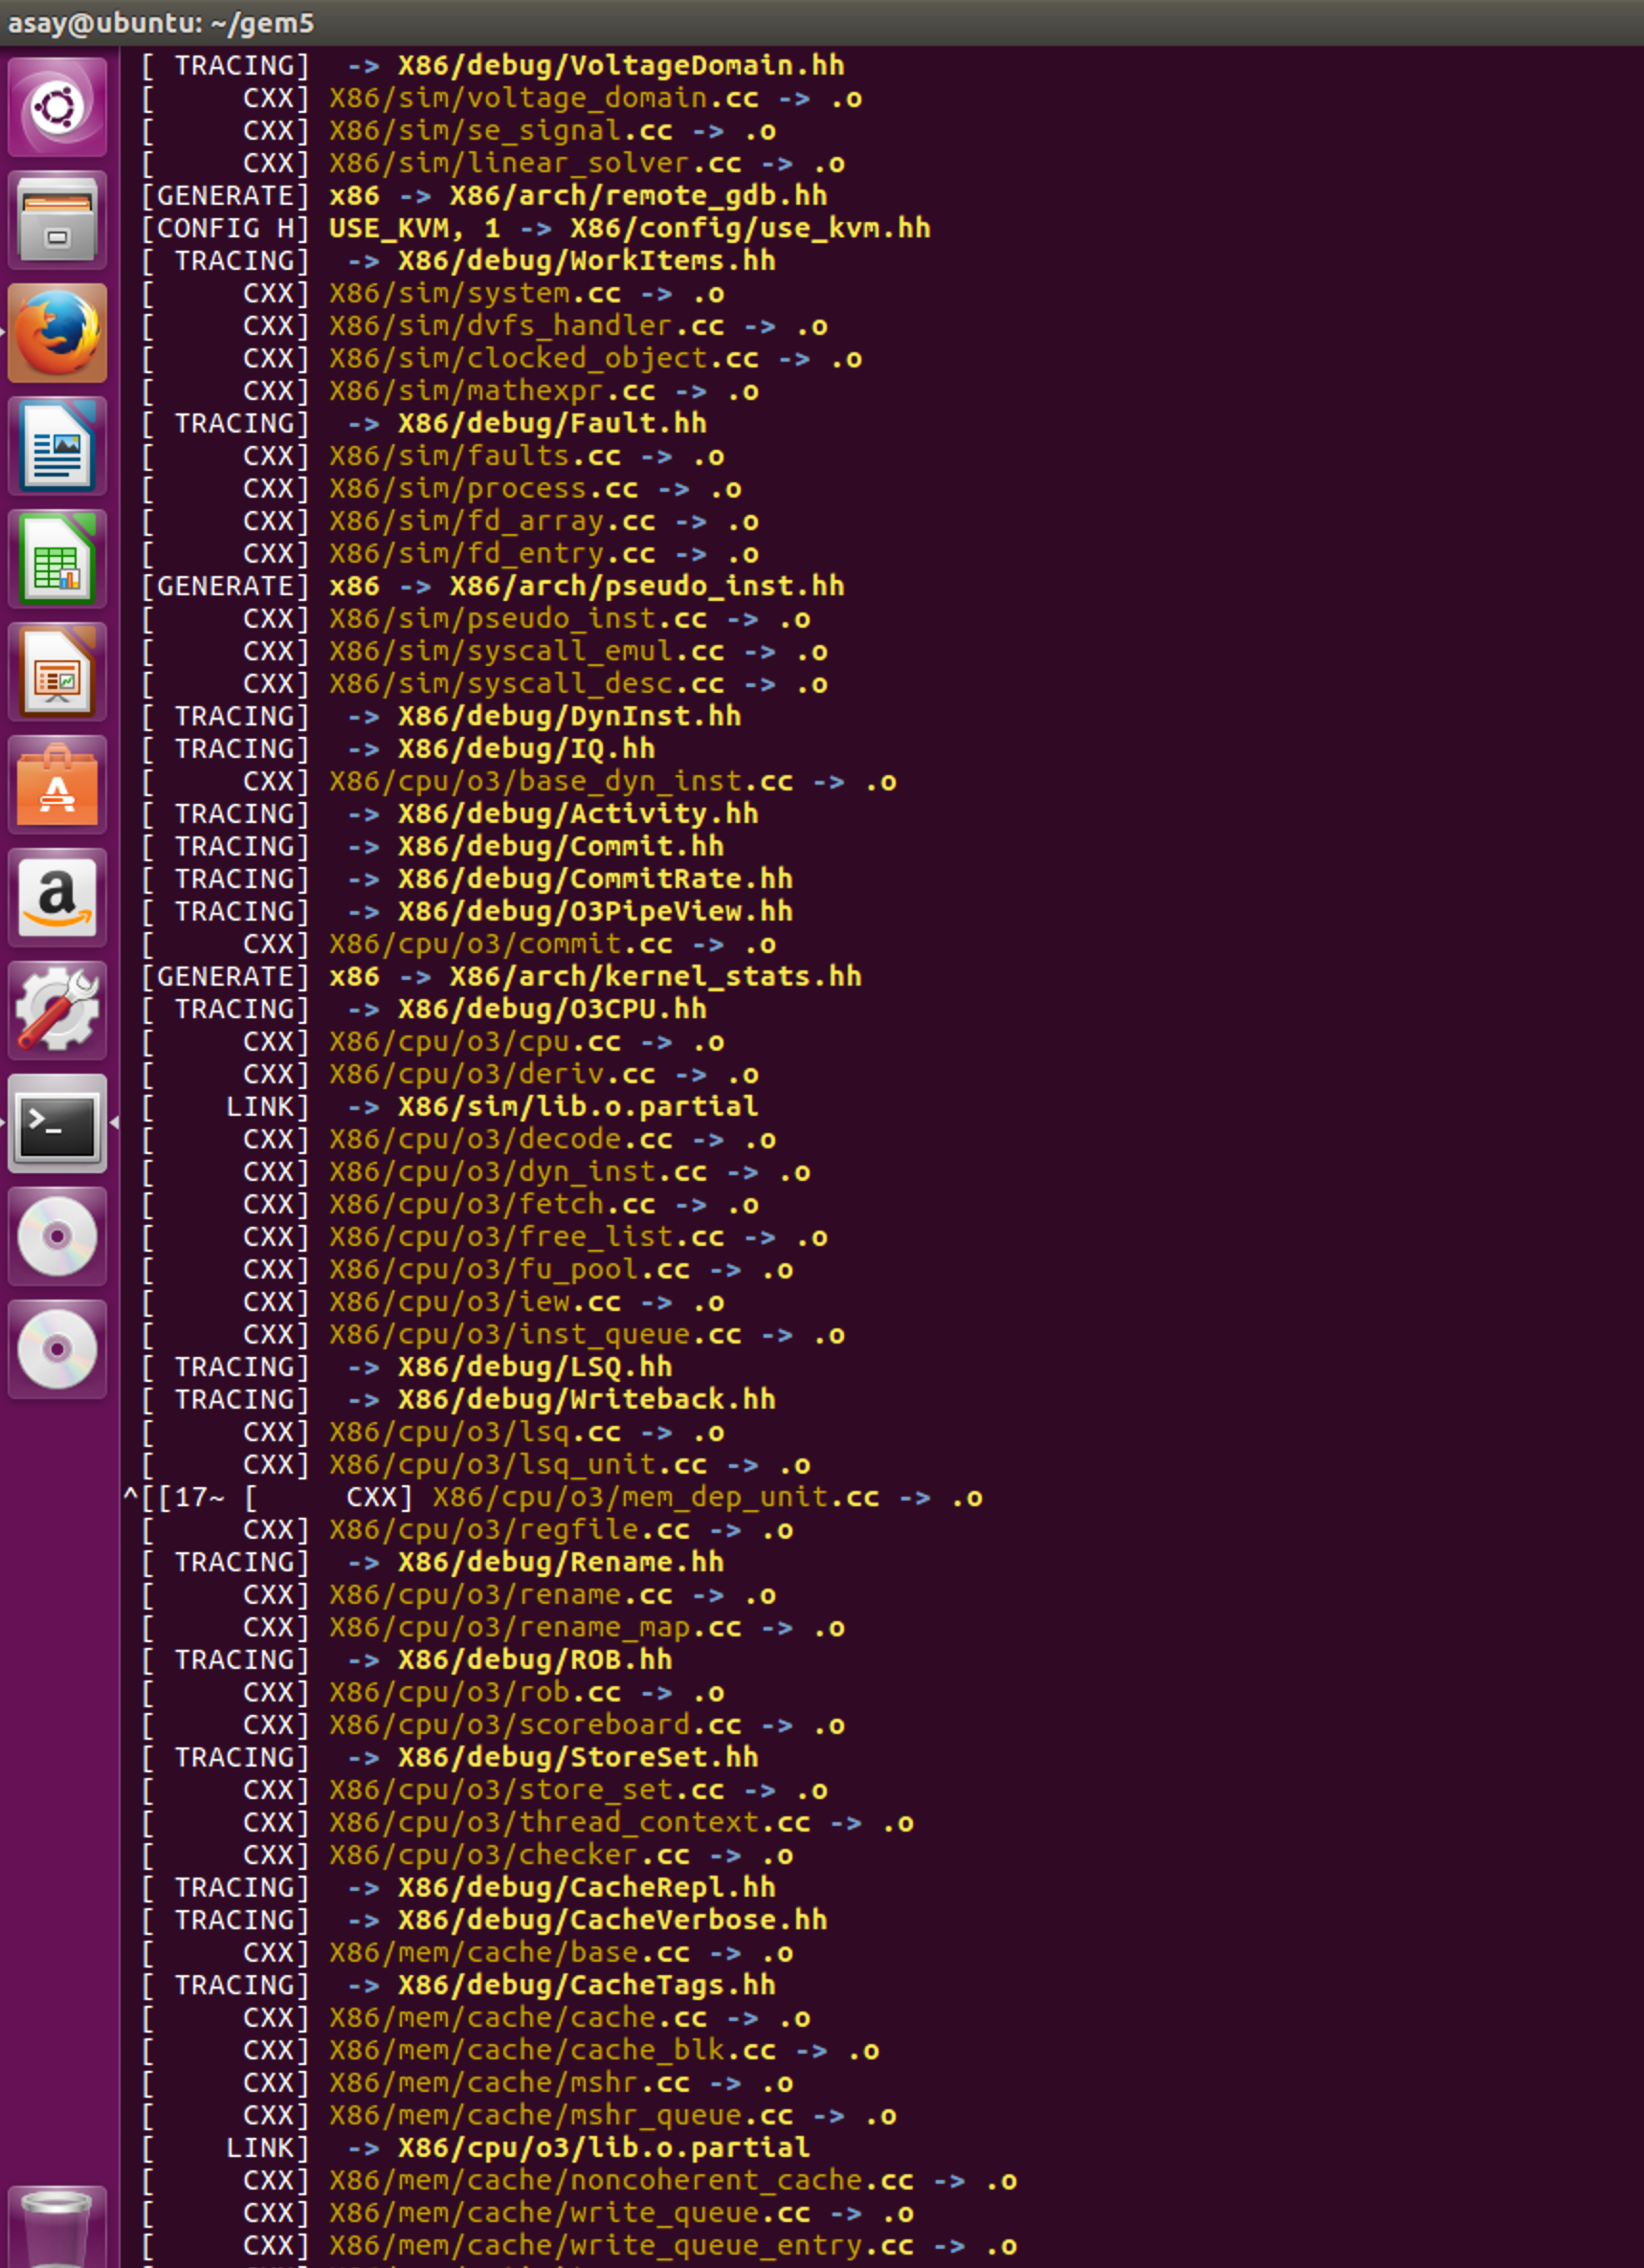 asay@ubuntu: ~/gem5
[ TRACING]  -> X86/debug/VoltageDomain.hh
[     CXX] X86/sim/voltage_domain.cc -> .o
[     CXX] X86/sim/se_signal.cc -> .o
[     CXX] X86/sim/linear_solver.cc -> .o
[GENERATE] x86 -> X86/arch/remote_gdb.hh
[CONFIG H] USE_KVM, 1 -> X86/config/use_kvm.hh
[ TRACING]  -> X86/debug/WorkItems.hh
[     CXX] X86/sim/system.cc -> .o
[     CXX] X86/sim/dvfs_handler.cc -> .o
[     CXX] X86/sim/clocked_object.cc -> .o
[     CXX] X86/sim/mathexpr.cc -> .o
[ TRACING]  -> X86/debug/Fault.hh
[     CXX] X86/sim/faults.cc -> .o
[     CXX] X86/sim/process.cc -> .o
[     CXX] X86/sim/fd_array.cc -> .o
[     CXX] X86/sim/fd_entry.cc -> .o
[GENERATE] x86 -> X86/arch/pseudo_inst.hh
[     CXX] X86/sim/pseudo_inst.cc -> .o
[     CXX] X86/sim/syscall_emul.cc -> .o
[     CXX] X86/sim/syscall_desc.cc -> .o
[ TRACING]  -> X86/debug/DynInst.hh
[ TRACING]  -> X86/debug/IQ.hh
[     CXX] X86/cpu/o3/base_dyn_inst.cc -> .o
[ TRACING]  -> X86/debug/Activity.hh
[ TRACING]  -> X86/debug/Commit.hh
[ TRACING]  -> X86/debug/CommitRate.hh
[ TRACING]  -> X86/debug/O3PipeView.hh
[     CXX] X86/cpu/o3/commit.cc -> .o
[GENERATE] x86 -> X86/arch/kernel_stats.hh
[ TRACING]  -> X86/debug/O3CPU.hh
[     CXX] X86/cpu/o3/cpu.cc -> .o
[     CXX] X86/cpu/o3/deriv.cc -> .o
[    LINK]  -> X86/sim/lib.o.partial
[     CXX] X86/cpu/o3/decode.cc -> .o
[     CXX] X86/cpu/o3/dyn_inst.cc -> .o
[     CXX] X86/cpu/o3/fetch.cc -> .o
[     CXX] X86/cpu/o3/free_list.cc -> .o
[     CXX] X86/cpu/o3/fu_pool.cc -> .o
[     CXX] X86/cpu/o3/iew.cc -> .o
[     CXX] X86/cpu/o3/inst_queue.cc -> .o
[ TRACING]  -> X86/debug/LSQ.hh
[ TRACING]  -> X86/debug/Writeback.hh
[     CXX] X86/cpu/o3/lsq.cc -> .o
[     CXX] X86/cpu/o3/lsq_unit.cc -> .o
^[[17~ [     CXX] X86/cpu/o3/mem_dep_unit.cc -> .o
[     CXX] X86/cpu/o3/regfile.cc -> .o
[ TRACING]  -> X86/debug/Rename.hh
[     CXX] X86/cpu/o3/rename.cc -> .o
[     CXX] X86/cpu/o3/rename_map.cc -> .o
[ TRACING]  -> X86/debug/ROB.hh
[     CXX] X86/cpu/o3/rob.cc -> .o
[     CXX] X86/cpu/o3/scoreboard.cc -> .o
[ TRACING]  -> X86/debug/StoreSet.hh
[     CXX] X86/cpu/o3/store_set.cc -> .o
[     CXX] X86/cpu/o3/thread_context.cc -> .o
[     CXX] X86/cpu/o3/checker.cc -> .o
[ TRACING]  -> X86/debug/CacheRepl.hh
[ TRACING]  -> X86/debug/CacheVerbose.hh
[     CXX] X86/mem/cache/base.cc -> .o
[ TRACING]  -> X86/debug/CacheTags.hh
[     CXX] X86/mem/cache/cache.cc -> .o
[     CXX] X86/mem/cache/cache_blk.cc -> .o
[     CXX] X86/mem/cache/mshr.cc -> .o
[     CXX] X86/mem/cache/mshr_queue.cc -> .o
[    LINK]  -> X86/cpu/o3/lib.o.partial
[     CXX] X86/mem/cache/noncoherent_cache.cc -> .o
[     CXX] X86/mem/cache/write_queue.cc -> .o
[     CXX] X86/mem/cache/write_queue_entry.cc -> .o